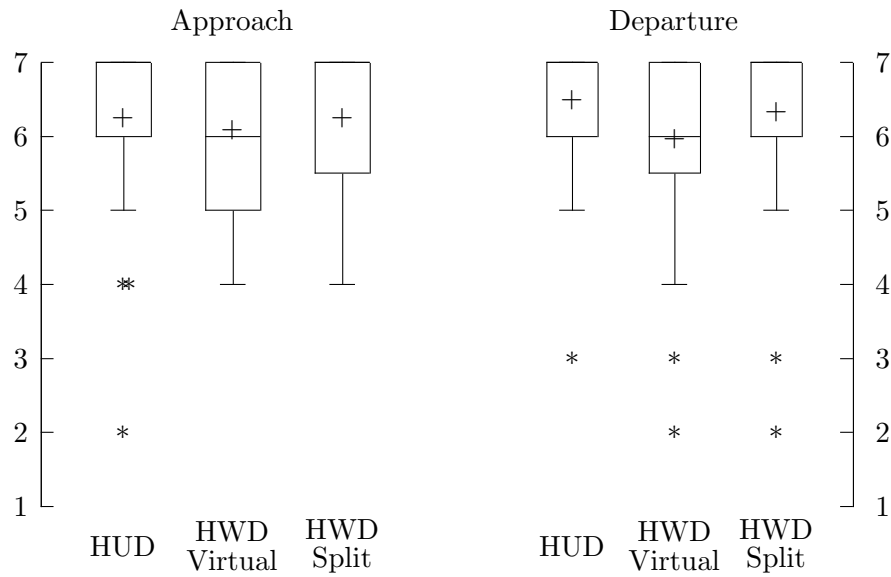 Approach
Departure
7
6
5
4
3
2
1
7
6
5
4
3
2
1
HUD
HWD
Virtual
HWD
Split
HUD
HWD
Virtual
HWD
Split